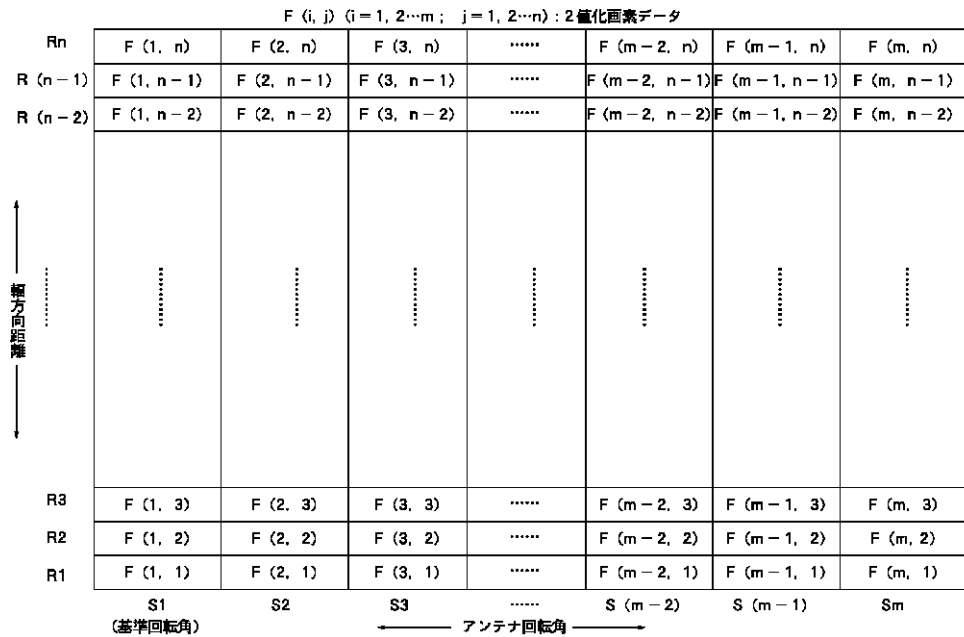 F (i, j) (i = 1, 2…m ; j = 1, 2…n) : 2値化画素データ
Rn F (1, n) F (2, n) F (3, n) …… F (m−2, n) F (m−1, n) F (m, n)
R (n−1) F (1, n−1) F (2, n−1) F (3, n−1) …… F (m−2, n−1) F (m−1, n−1) F (m, n−1)
R (n−2) F (1, n−2) F (2, n−2) F (3, n−2) …… F (m−2, n−2) F (m−1, n−2) F (m, n−2)
幅方向距離
R3 F (1, 3) F (2, 3) F (3, 3) …… F (m−2, 3) F (m−1, 3) F (m, 3)
R2 F (1, 2) F (2, 2) F (3, 2) …… F (m−2, 2) F (m−1, 2) F (m, 2)
R1 F (1, 1) F (2, 1) F (3, 1) …… F (m−2, 1) F (m−1, 1) F (m, 1)
S1 S2 S3 …… S (m−2) S (m−1) Sm
(基準回転角) アンテナ回転角